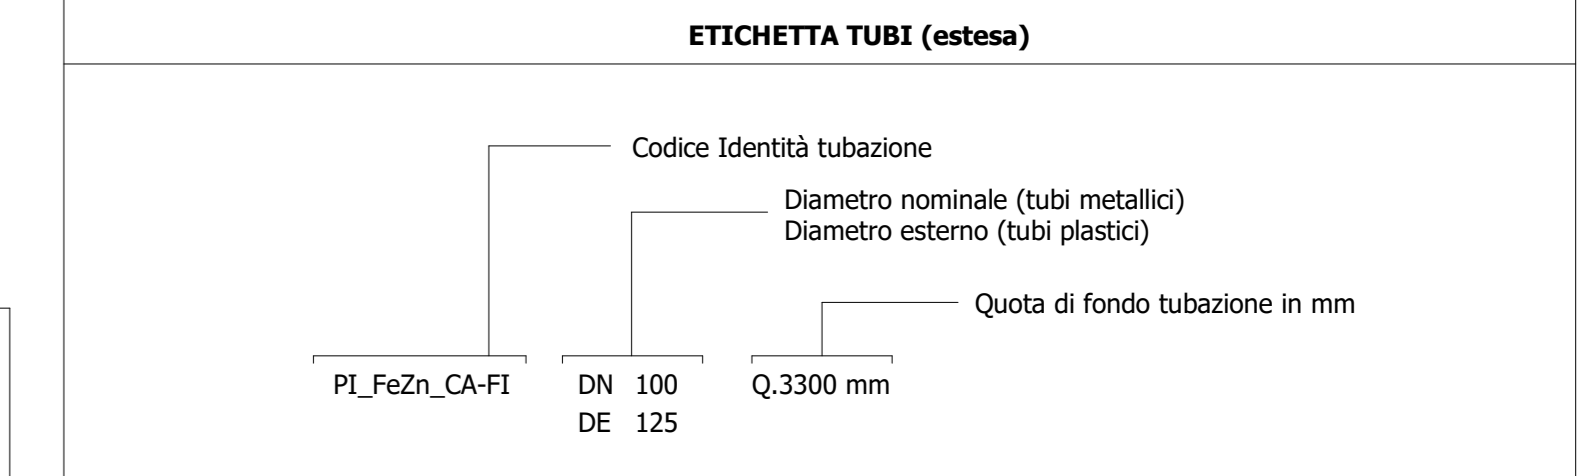 ETICHETTA TUBI (estesa)
Codice Identità tubazione
Diametro nominale (tubi metallici)
Diametro esterno (tubi plastici)
Quota di fondo tubazione in mm
PI_FeZn_CA-FI DN 100 Q.3300 mm
DE 125